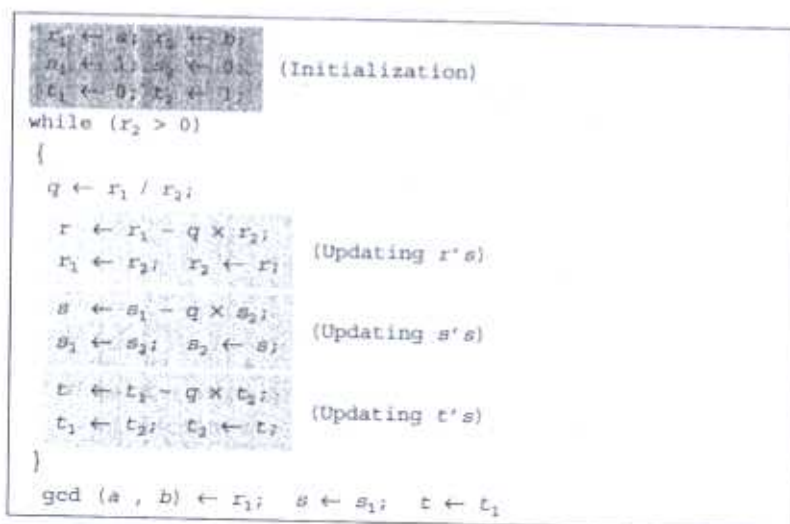 r₁ ← a; r₂ ← b;
s₁ ← 1; s₂ ← 0; (Initialization)
t₁ ← 0; t₂ ← 1;
while (r₂ > 0)
{
q ← r₁ / r₂;
r ← r₁ - q × r₂;
r₁ ← r₂; r₂ ← r; (Updating r's)
s ← s₁ - q × s₂;
s₁ ← s₂; s₂ ← s; (Updating s's)
t ← t₁ - q × t₂;
t₁ ← t₂; t₂ ← t; (Updating t's)
}
gcd (a , b) ← r₁; s ← s₁; t ← t₁